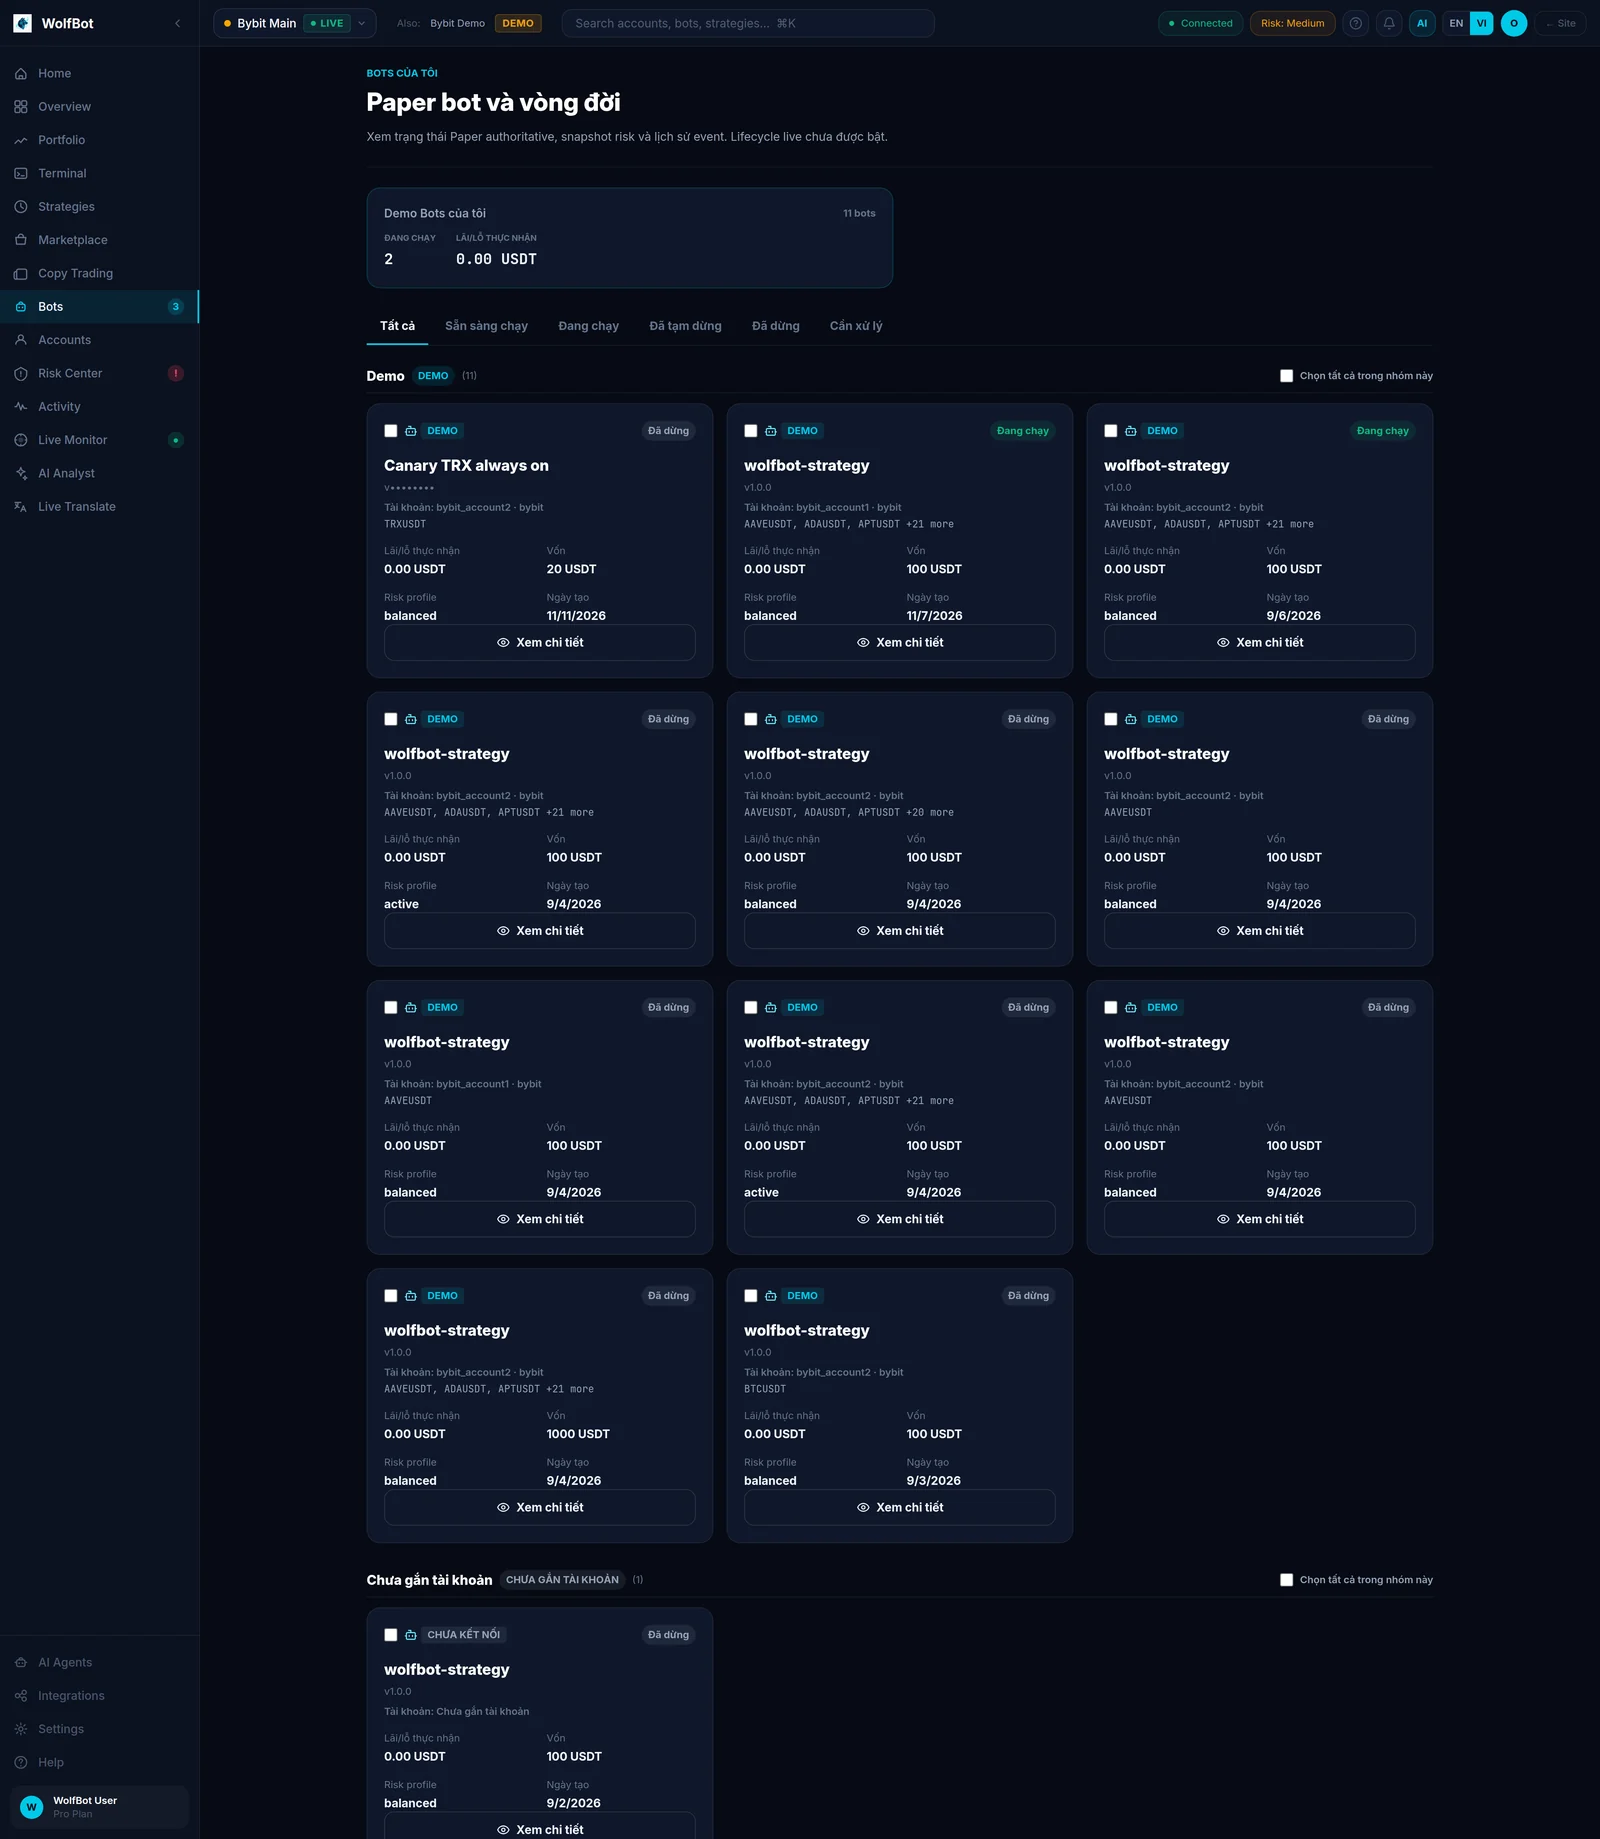 WolfBot
Bybit Main
LIVE
Also:
Bybit Demo
DEMO
Search accounts, bots, strategies... ⌘K
Connected
Risk: Medium
AI
EN
VI
O
← Site
Home
Overview
Portfolio
Terminal
Strategies
Marketplace
Copy Trading
Bots
3
Accounts
Risk Center
!
Activity
Live Monitor
AI Analyst
Live Translate
AI Agents
Integrations
Settings
Help
W
WolfBot User
Pro Plan
BOTS CỦA TÔI
Paper bot và vòng đời
Xem trạng thái Paper authoritative, snapshot risk và lịch sử event. Lifecycle live chưa được bật.
Demo Bots của tôi
11 bots
ĐANG CHẠY
LÃI/LỖ THỰC NHẬN
2
0.00 USDT
Tất cả
Sẵn sàng chạy
Đang chạy
Đã tạm dừng
Đã dừng
Cần xử lý
Demo
DEMO
(11)
Chọn tất cả trong nhóm này
DEMO
Đã dừng
Canary TRX always on
v••••••••
Tài khoản: bybit_account2 · bybit
TRXUSDT
Lãi/lỗ thực nhận
Vốn
0.00 USDT
20 USDT
Risk profile
Ngày tạo
balanced
11/11/2026
Xem chi tiết
DEMO
Đang chạy
wolfbot-strategy
v1.0.0
Tài khoản: bybit_account1 · bybit
AAVEUSDT, ADAUSDT, APTUSDT +21 more
Lãi/lỗ thực nhận
Vốn
0.00 USDT
100 USDT
Risk profile
Ngày tạo
balanced
11/7/2026
Xem chi tiết
DEMO
Đang chạy
wolfbot-strategy
v1.0.0
Tài khoản: bybit_account2 · bybit
AAVEUSDT, ADAUSDT, APTUSDT +21 more
Lãi/lỗ thực nhận
Vốn
0.00 USDT
100 USDT
Risk profile
Ngày tạo
balanced
9/6/2026
Xem chi tiết
DEMO
Đã dừng
wolfbot-strategy
v1.0.0
Tài khoản: bybit_account2 · bybit
AAVEUSDT, ADAUSDT, APTUSDT +21 more
Lãi/lỗ thực nhận
Vốn
0.00 USDT
100 USDT
Risk profile
Ngày tạo
active
9/4/2026
Xem chi tiết
DEMO
Đã dừng
wolfbot-strategy
v1.0.0
Tài khoản: bybit_account2 · bybit
AAVEUSDT, ADAUSDT, APTUSDT +20 more
Lãi/lỗ thực nhận
Vốn
0.00 USDT
100 USDT
Risk profile
Ngày tạo
balanced
9/4/2026
Xem chi tiết
DEMO
Đã dừng
wolfbot-strategy
v1.0.0
Tài khoản: bybit_account2 · bybit
AAVEUSDT
Lãi/lỗ thực nhận
Vốn
0.00 USDT
100 USDT
Risk profile
Ngày tạo
balanced
9/4/2026
Xem chi tiết
DEMO
Đã dừng
wolfbot-strategy
v1.0.0
Tài khoản: bybit_account1 · bybit
AAVEUSDT
Lãi/lỗ thực nhận
Vốn
0.00 USDT
100 USDT
Risk profile
Ngày tạo
balanced
9/4/2026
Xem chi tiết
DEMO
Đã dừng
wolfbot-strategy
v1.0.0
Tài khoản: bybit_account2 · bybit
AAVEUSDT, ADAUSDT, APTUSDT +21 more
Lãi/lỗ thực nhận
Vốn
0.00 USDT
100 USDT
Risk profile
Ngày tạo
active
9/4/2026
Xem chi tiết
DEMO
Đã dừng
wolfbot-strategy
v1.0.0
Tài khoản: bybit_account2 · bybit
AAVEUSDT
Lãi/lỗ thực nhận
Vốn
0.00 USDT
100 USDT
Risk profile
Ngày tạo
balanced
9/4/2026
Xem chi tiết
DEMO
Đã dừng
wolfbot-strategy
v1.0.0
Tài khoản: bybit_account2 · bybit
AAVEUSDT, ADAUSDT, APTUSDT +21 more
Lãi/lỗ thực nhận
Vốn
0.00 USDT
1000 USDT
Risk profile
Ngày tạo
balanced
9/4/2026
Xem chi tiết
DEMO
Đã dừng
wolfbot-strategy
v1.0.0
Tài khoản: bybit_account2 · bybit
BTCUSDT
Lãi/lỗ thực nhận
Vốn
0.00 USDT
100 USDT
Risk profile
Ngày tạo
balanced
9/3/2026
Xem chi tiết
Chưa gắn tài khoản
CHƯA GẮN TÀI KHOẢN
(1)
Chọn tất cả trong nhóm này
CHƯA KẾT NỐI
Đã dừng
wolfbot-strategy
v1.0.0
Tài khoản: Chưa gắn tài khoản
Lãi/lỗ thực nhận
Vốn
0.00 USDT
100 USDT
Risk profile
Ngày tạo
balanced
9/2/2026
Xem chi tiết